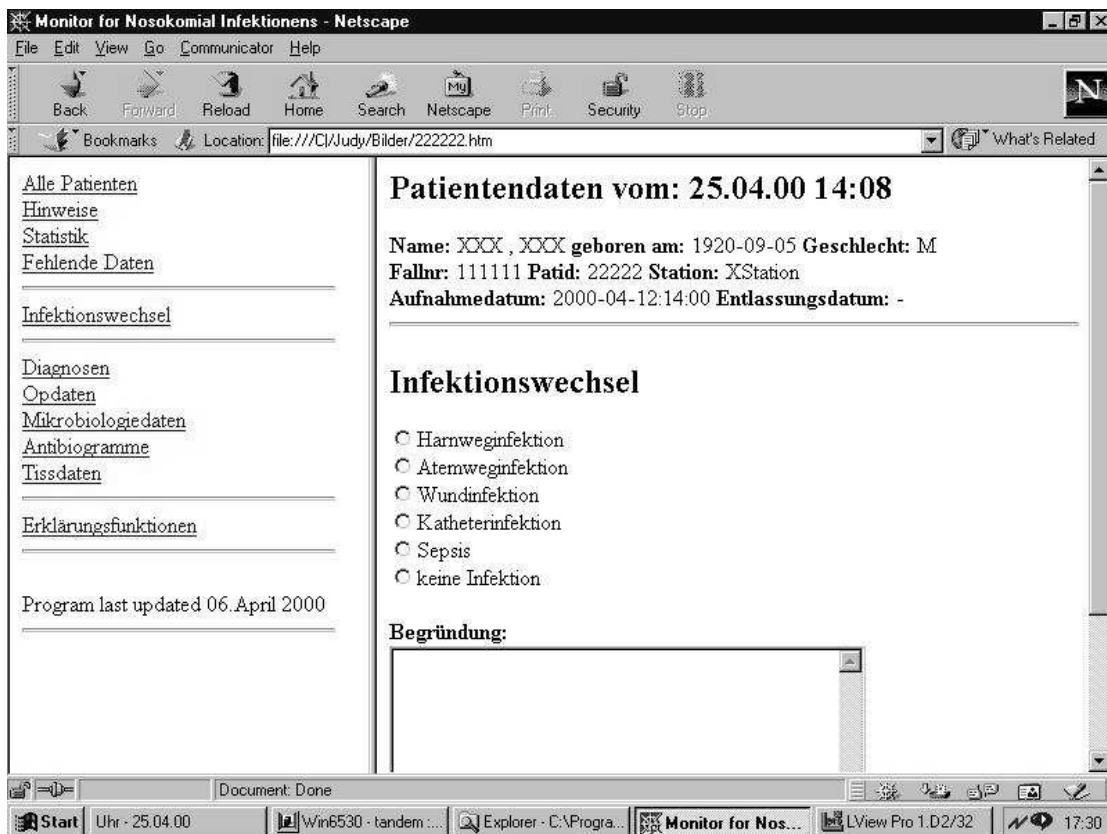 Monitor for Nosokomial Infektionens - Netscape
File Edit View Go Communicator Help
My
N
Back Forward Reload Home Search Netscape Print Security Stop
Bookmarks Location: file:///C|/Judy/Bilder/222222.htm What's Related
Alle Patienten
Hinweise
Statistik
Fehlende Daten
Infektionswechsel
Diagnosen
Opdaten
Mikrobiologiedaten
Antibiogramme
Tissdaten
Erklärungsfunktionen
Program last updated 06.April 2000
Patientendaten vom: 25.04.00 14:08
Name: XXX , XXX geboren am: 1920-09-05 Geschlecht: M
Fallnr: 111111 Patid: 22222 Station: XStation
Aufnahmedatum: 2000-04-12:14:00 Entlassungsdatum: -
Infektionswechsel
Harnweginfektion
Atemweginfektion
Wundinfektion
Katheterinfektion
Sepsis
keine Infektion
Begründung:
Document: Done
Start Uhr - 25.04.00 Win6530 - tandem :... Explorer - C:\Progra... Monitor for Nos... LView Pro 1.D2/32 17:30